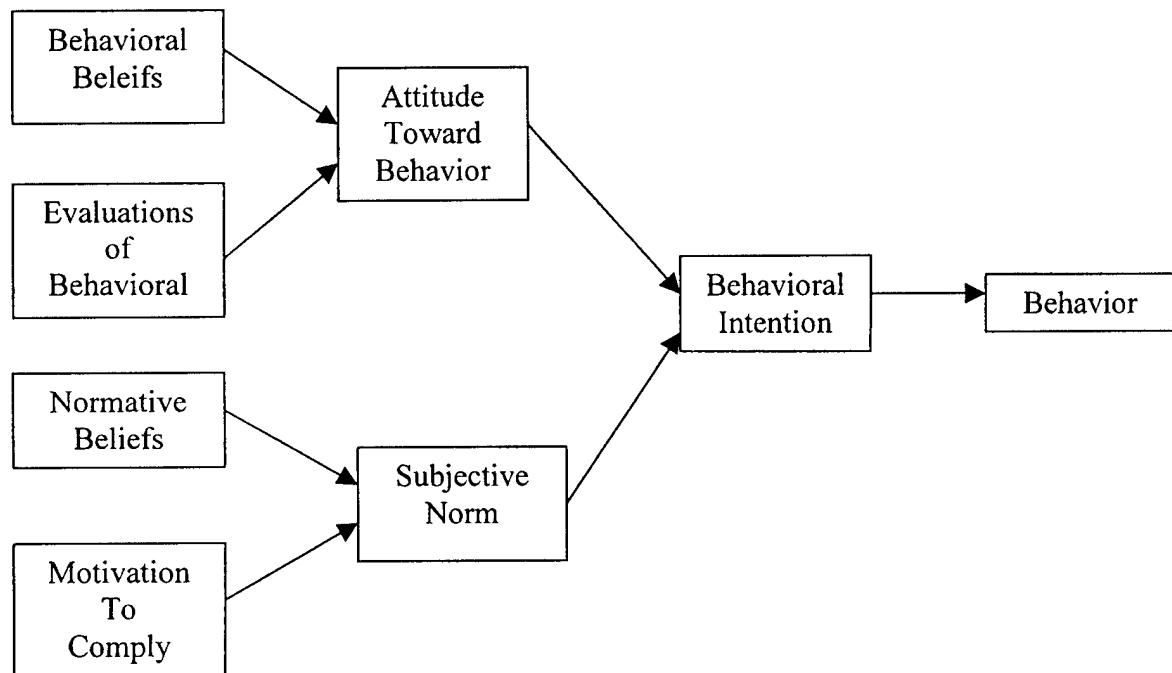 Behavioral
Beleifs
Attitude
Toward
Behavior
Evaluations
of
Behavioral
Behavioral
Intention
Behavior
Normative
Beliefs
Subjective
Norm
Motivation
To
Comply